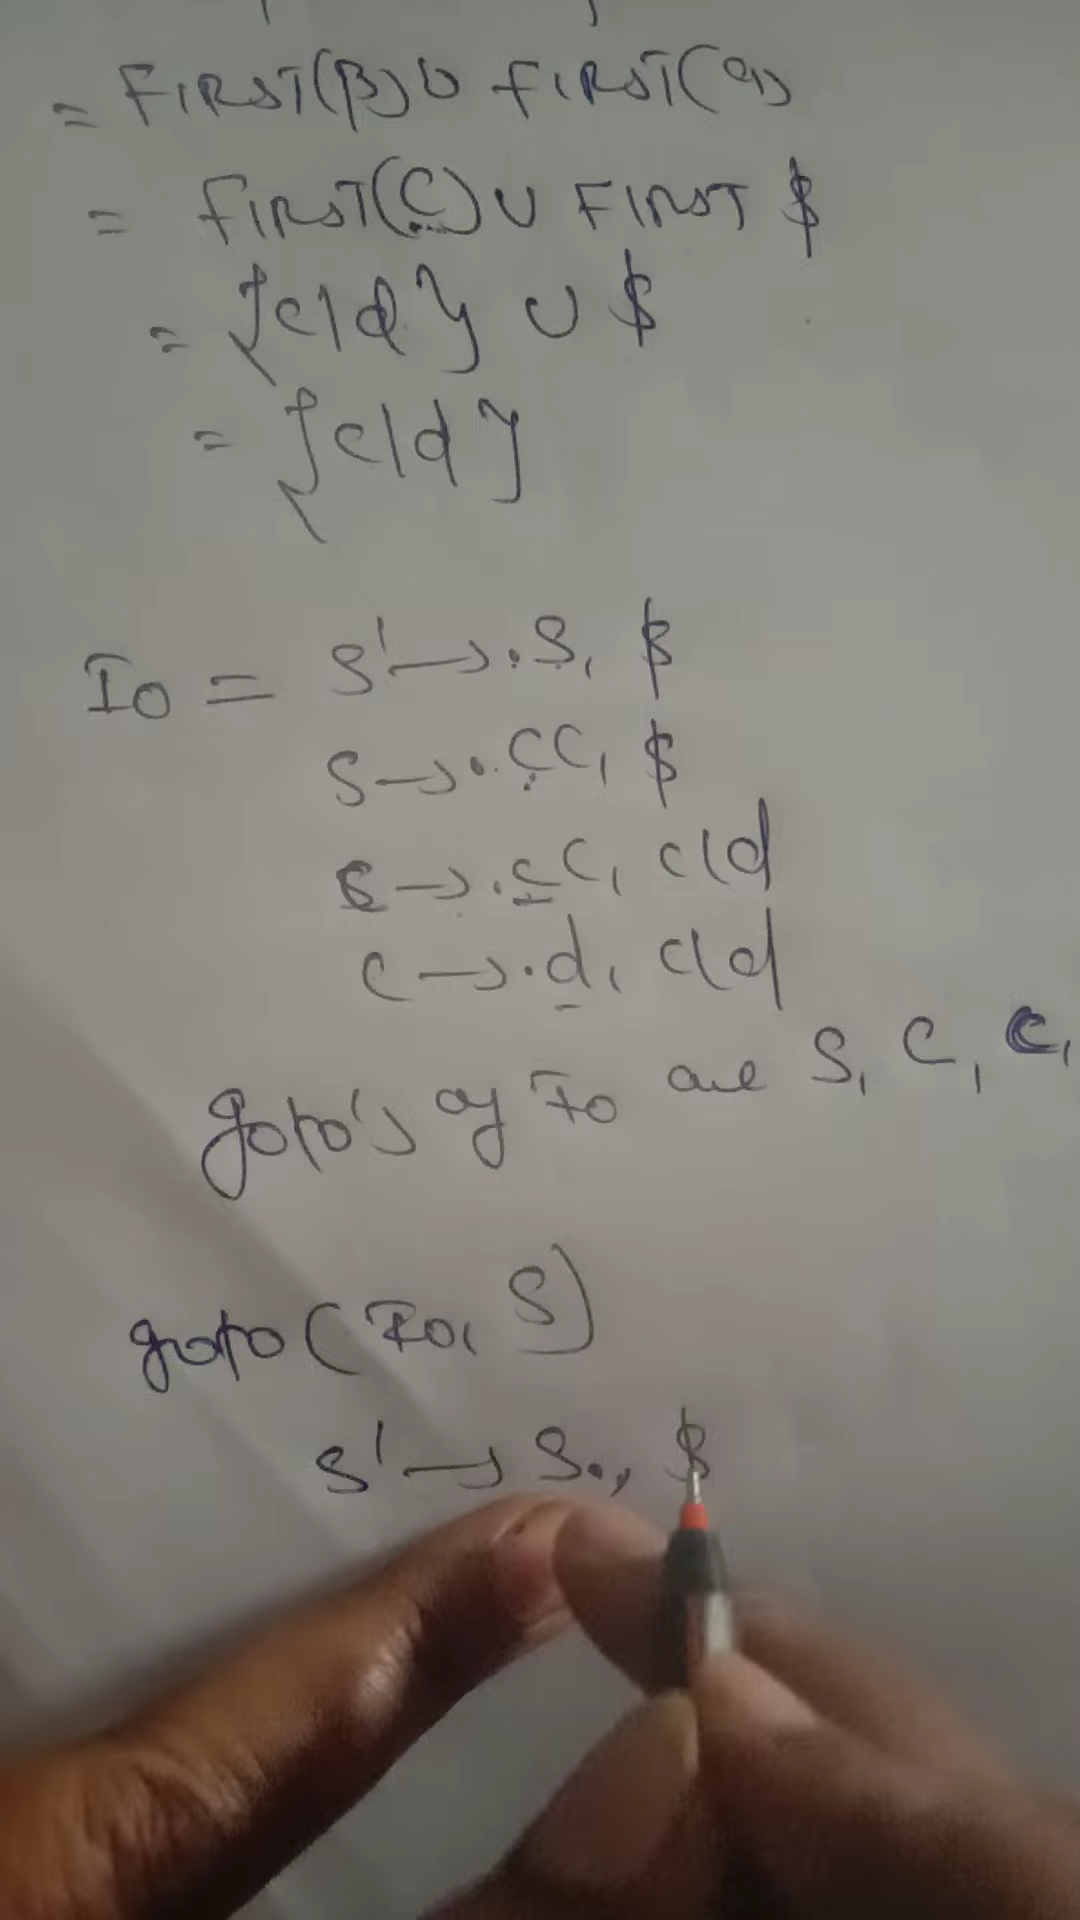 = FIRST(β) ∪ FIRST(a)
= FIRST(C) ∪ FIRST $
= {c|d} ∪ $
= {c|d}
I0 = S' → .S, $
S → .CC, $
C → .cC, c|d
C → .d, c|d
goto's of I0 are S, C, c,
goto(I0, S)
S' → S., $